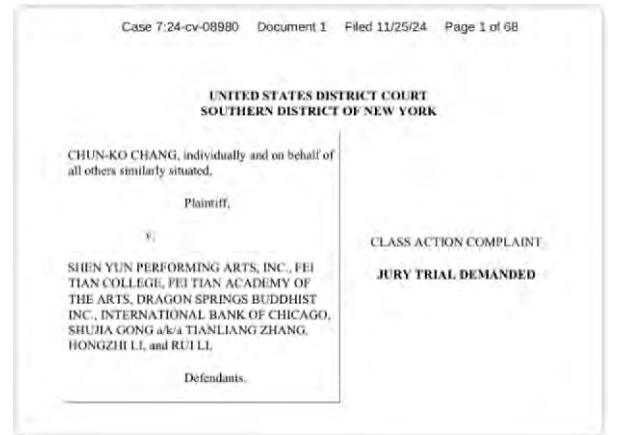 Case 7:24-cv-08980 Document 1 Filed 11/25/24 Page 1 of 68
UNITED STATES DISTRICT COURT
SOUTHERN DISTRICT OF NEW YORK
CHUN-KO CHANG, individually and on behalf of
all others similarly situated,
Plaintiff,
v.
SHEN YUN PERFORMING ARTS, INC., FEI
TIAN COLLEGE, FEI TIAN ACADEMY OF
THE ARTS, DRAGON SPRINGS BUDDHIST
INC., INTERNATIONAL BANK OF CHICAGO,
SHUJIA GONG a/k/a TIANLIANG ZHANG,
HONGZHI LI, and RUI LI,
Defendants.
CLASS ACTION COMPLAINT
JURY TRIAL DEMANDED